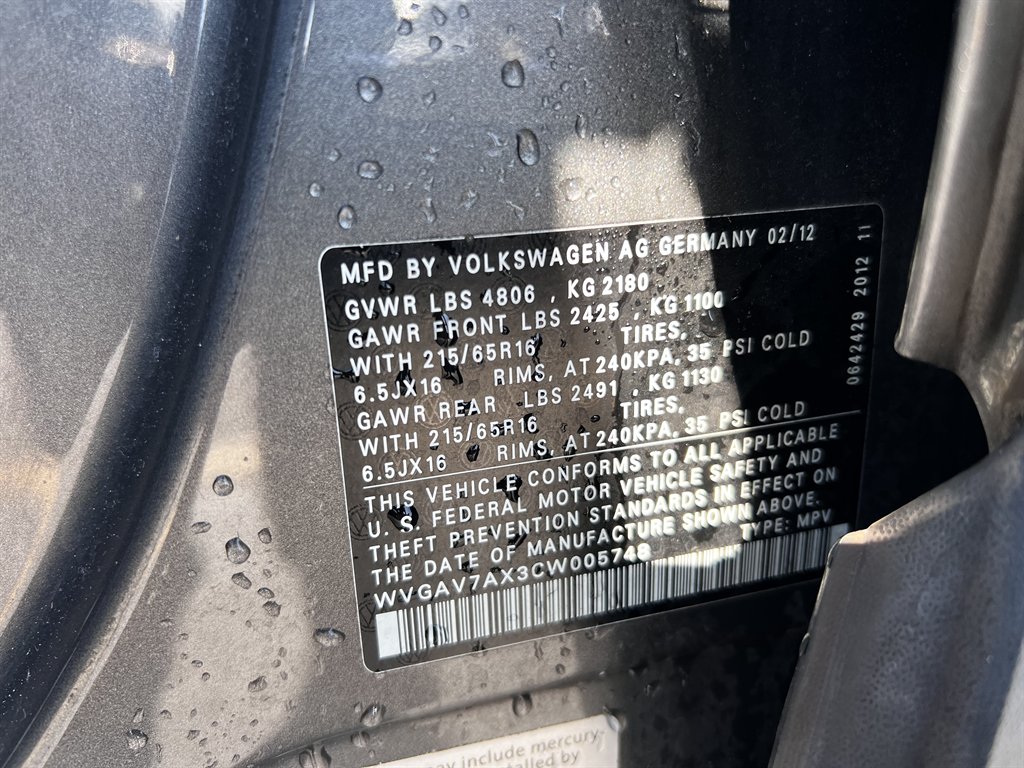 MFD BY VOLKSWAGEN AG GERMANY 02/12
GVWR LBS 4806 , KG 2180
GAWR FRONT LBS 2425 , KG 1100
WITH 215/65R16 TIRES,
6.5JX16 RIMS, AT 240KPA, 35 PSI COLD
GAWR REAR LBS 2491 , KG 1130
WITH 215/65R16 TIRES,
6.5JX16 RIMS, AT 240KPA, 35 PSI COLD
THIS VEHICLE CONFORMS TO ALL APPLICABLE
U. S. FEDERAL MOTOR VEHICLE SAFETY AND
THEFT PREVENTION STANDARDS IN EFFECT ON
THE DATE OF MANUFACTURE SHOWN ABOVE.
WVGAV7AX3CW005748 TYPE: MPV
0642429 2012 11
include mercury-
by